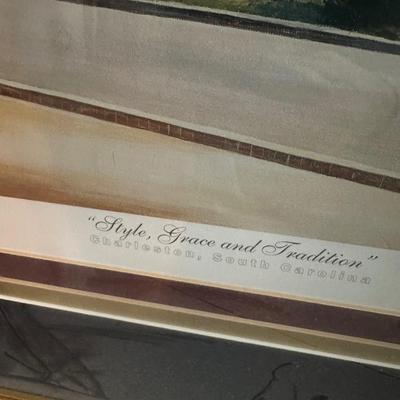 "Style, Grace and Tradition"
Charleston, South Carolina